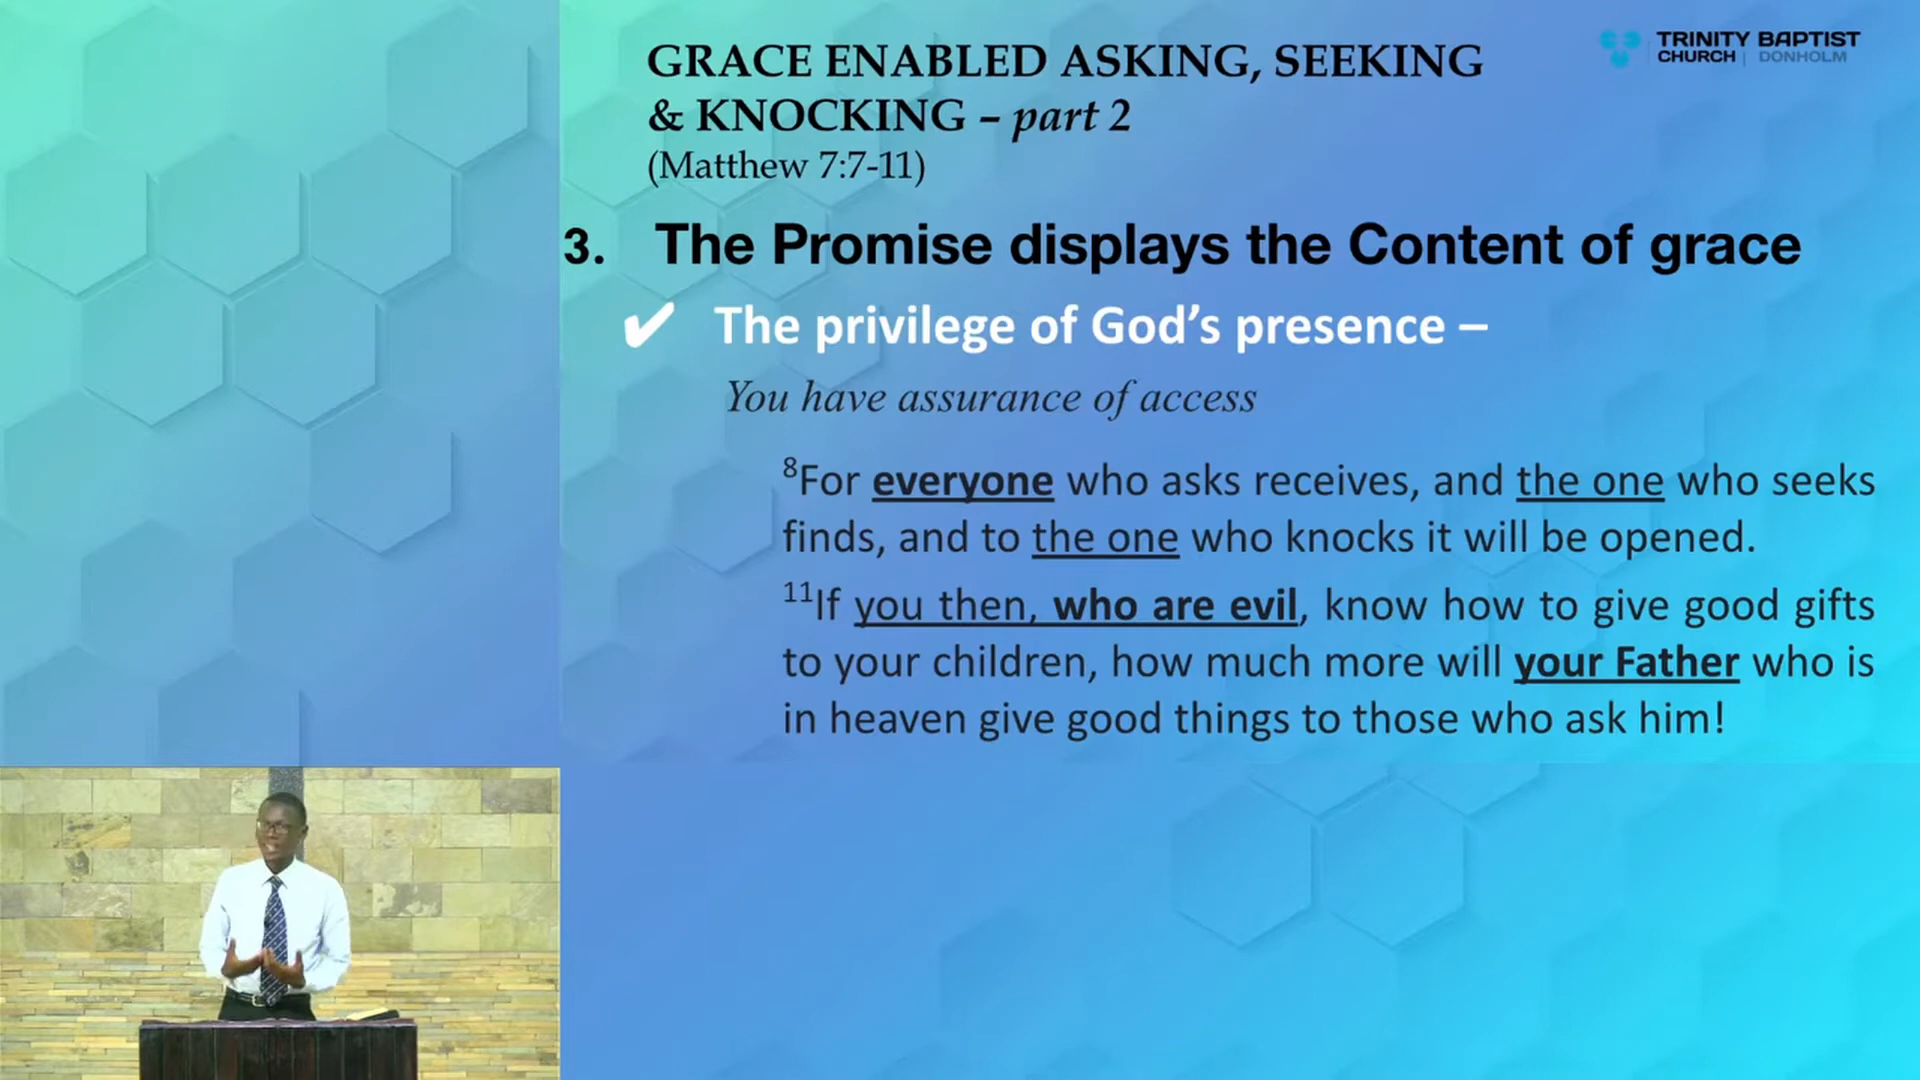 GRACE ENABLED ASKING, SEEKING
& KNOCKING – part 2
(Matthew 7:7-11)
TRINITY BAPTIST
CHURCH | DONHOLM
3. The Promise displays the Content of grace
✔ The privilege of God’s presence –
You have assurance of access
⁸For everyone who asks receives, and the one who seeks
finds, and to the one who knocks it will be opened.
¹¹If you then, who are evil, know how to give good gifts
to your children, how much more will your Father who is
in heaven give good things to those who ask him!